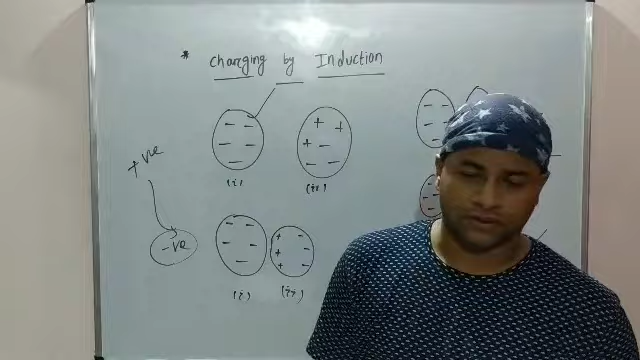 * Charging by Induction
+ve
- - - - -
+ + + - - -
(i) (ii)
-ve
- - - - -
+ + + - - -
(i) (ii)